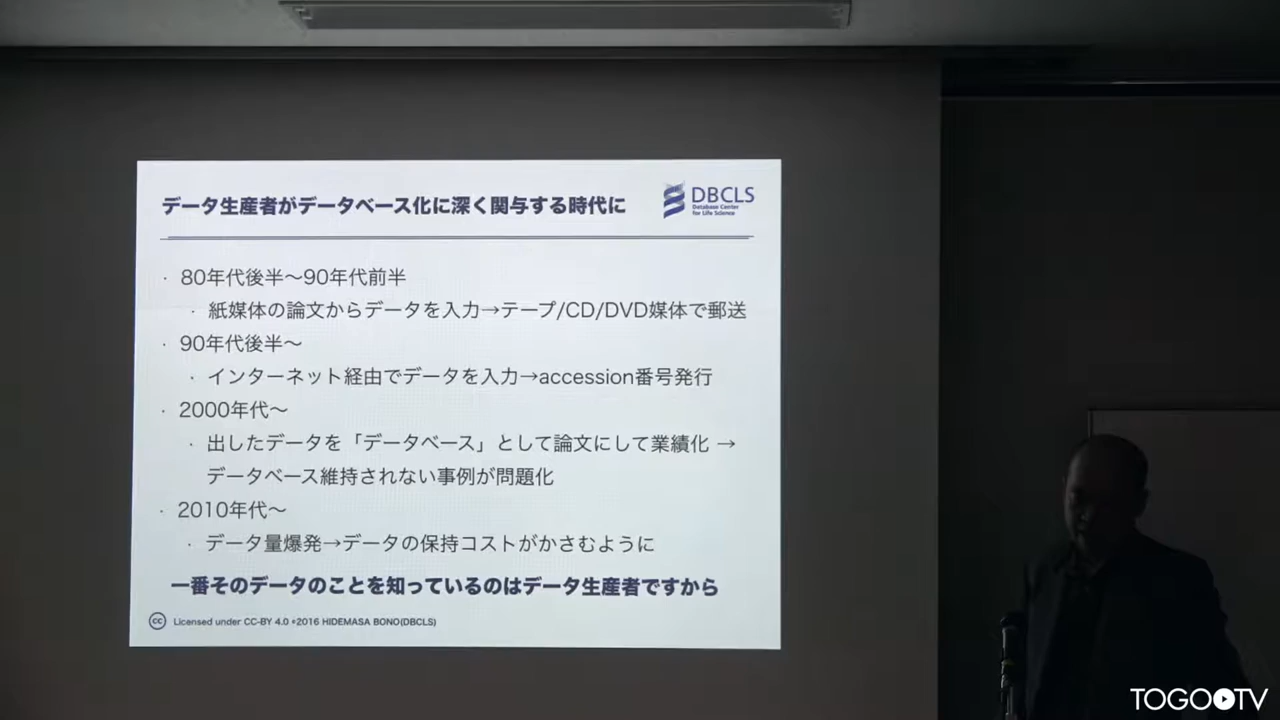 データ生産者がデータベース化に深く関与する時代に
DBCLS
Database Center
for Life Science
· 80年代後半〜90年代前半
· 紙媒体の論文からデータを入力→テープ/CD/DVD媒体で郵送
· 90年代後半〜
· インターネット経由でデータを入力→accession番号発行
· 2000年代〜
· 出したデータを「データベース」として論文にして業績化 →
データベース維持されない事例が問題化
· 2010年代〜
· データ量爆発→データの保持コストがかさむように
一番そのデータのことを知っているのはデータ生産者ですから
cc Licensed under CC-BY 4.0 •2016 HIDEMASA BONO(DBCLS)
TOGOTV